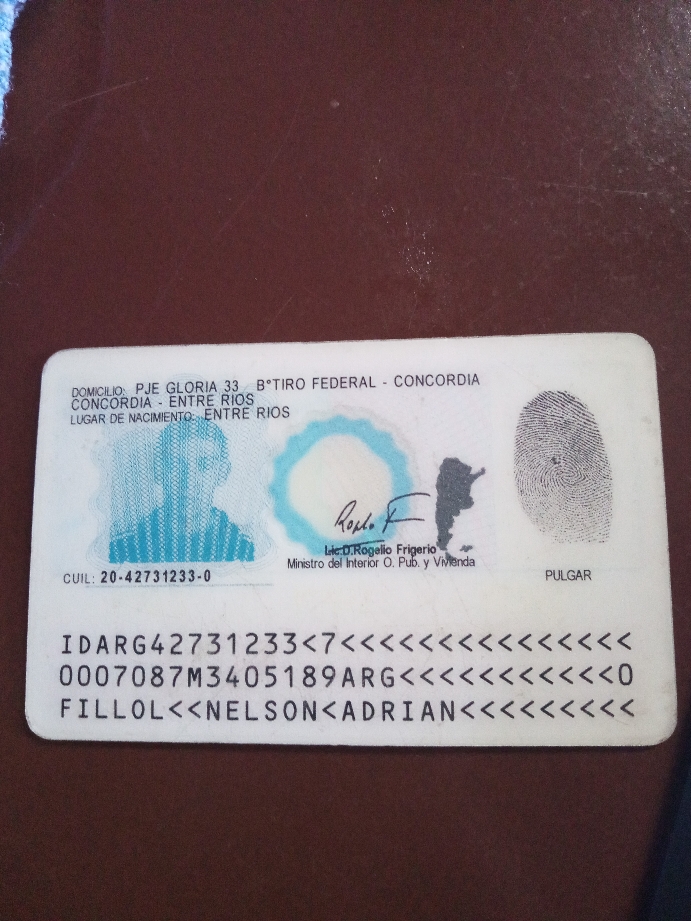 DOMICILIO: PJE GLORIA 33 B°TIRO FEDERAL - CONCORDIA
CONCORDIA - ENTRE RIOS
LUGAR DE NACIMIENTO: ENTRE RIOS
Lic.D.Rogelio Frigerio
Ministro del Interior O. Pub. y Vivienda
CUIL: 20-42731233-0
PULGAR
IDARG42731233<7<<<<<<<<<<<<<<<
0007087M3405189ARG<<<<<<<<<<<0
FILLOL<<NELSON<ADRIAN<<<<<<<<<